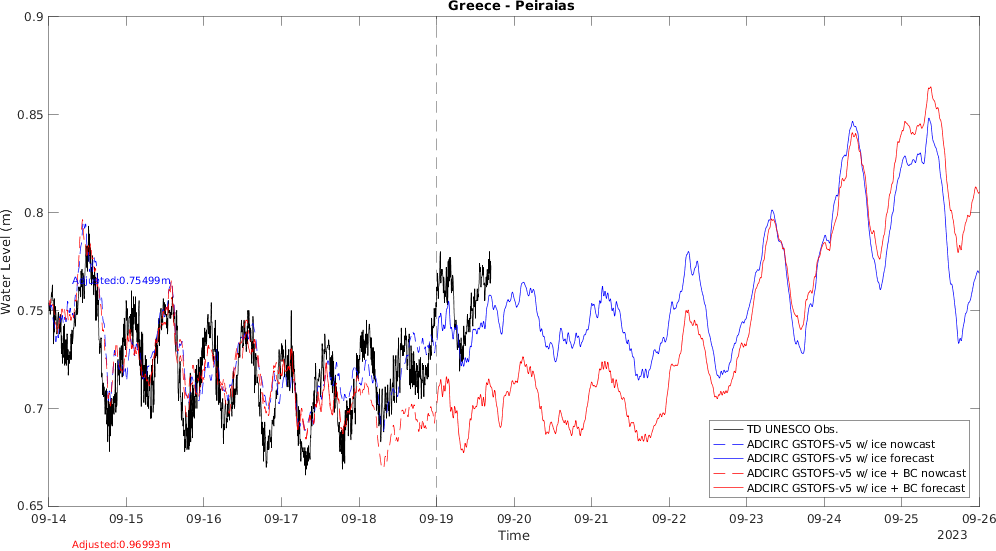 Greece - Peiraias
0.9
0.85
0.8
0.75
0.7
0.65
Water Level (m)
Adjusted:0.75499m
TD UNESCO Obs.
ADCIRC GSTOFS-v5 w/ ice nowcast
ADCIRC GSTOFS-v5 w/ ice forecast
ADCIRC GSTOFS-v5 w/ ice + BC nowcast
ADCIRC GSTOFS-v5 w/ ice + BC forecast
09-14 09-15 09-16 09-17 09-18 09-19 09-20 09-21 09-22 09-23 09-24 09-25 09-26
Time
2023
Adjusted:0.96993m